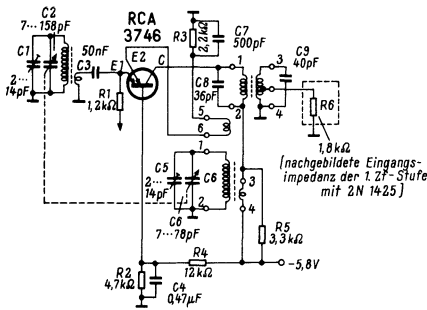 C2
7...158pF
C1
2...
14pF
50nF
C3
RCA
3746
E1
E2
C
R1
1,2kΩ
R3
2,2kΩ
C7
500pF
C8
36pF
1
2
3
4
C9
40pF
R6
1,8kΩ
(nachgebildete Eingangs-
impedanz der 1. Zf-Stufe
mit 2N 1425)
5
6
1
2
C5
2...
14pF
C6
C6
7...78pF
3
4
R5
3,3kΩ
-5,8V
R4
12kΩ
R2
4,7kΩ
C4
0,47μF